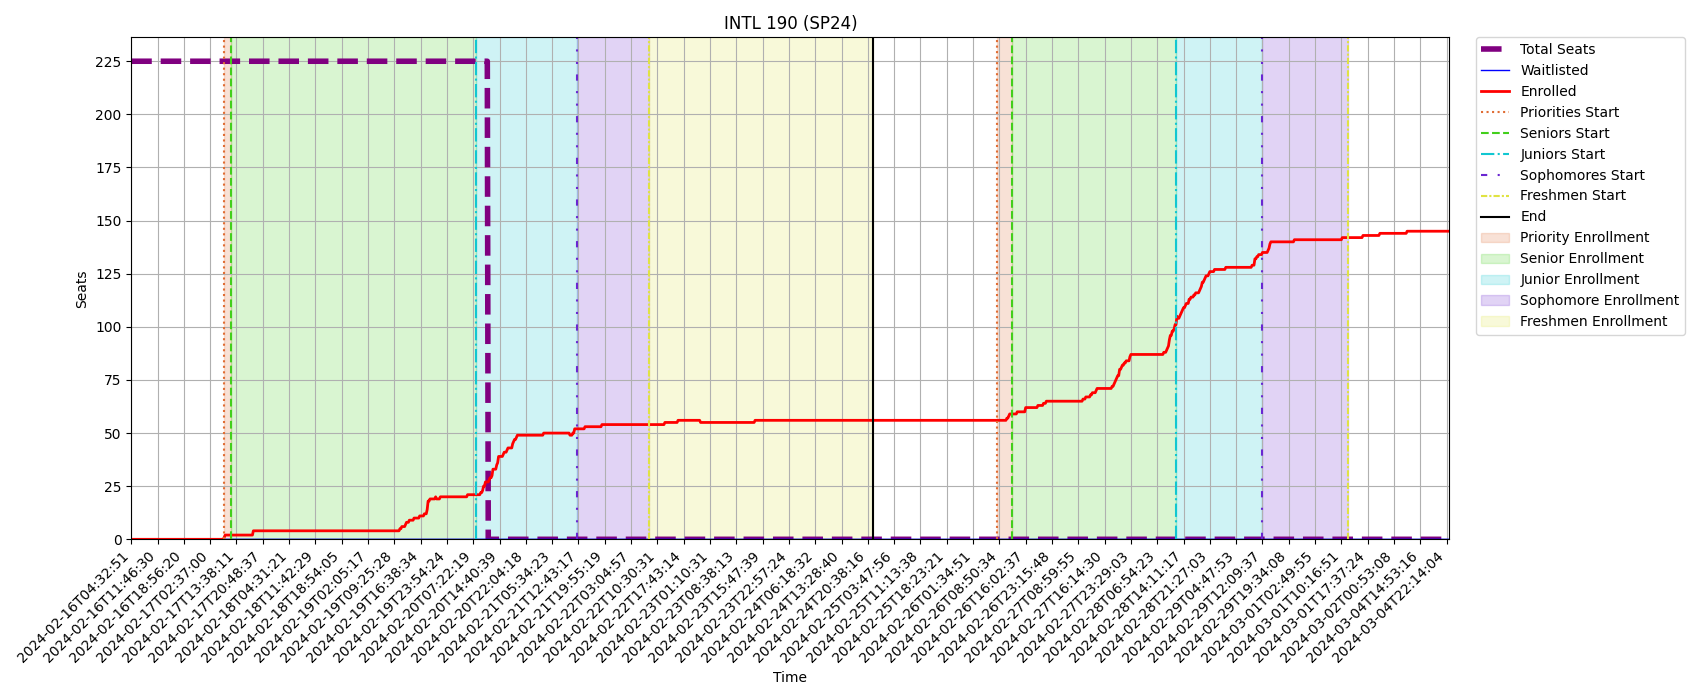 INTL 190 (SP24)
Seats
225
200
175
150
125
100
75
50
25
0
2024-02-16T04:32:51
2024-02-16T11:46:30
2024-02-16T18:56:20
2024-02-17T02:37:00
2024-02-17T13:38:11
2024-02-17T20:48:37
2024-02-18T04:31:21
2024-02-18T11:42:29
2024-02-18T18:54:05
2024-02-19T02:05:17
2024-02-19T09:25:28
2024-02-19T16:38:34
2024-02-19T23:54:24
2024-02-20T07:22:19
2024-02-20T14:40:39
2024-02-20T22:04:18
2024-02-21T05:34:23
2024-02-21T12:43:17
2024-02-21T19:55:19
2024-02-22T03:04:57
2024-02-22T10:30:31
2024-02-22T17:43:14
2024-02-23T01:10:31
2024-02-23T08:38:13
2024-02-23T15:47:39
2024-02-23T22:57:24
2024-02-24T06:18:32
2024-02-24T13:28:40
2024-02-24T20:38:16
2024-02-25T03:47:56
2024-02-25T11:13:38
2024-02-25T18:23:21
2024-02-26T01:34:51
2024-02-26T08:50:34
2024-02-26T16:02:37
2024-02-26T23:15:48
2024-02-27T08:59:55
2024-02-27T16:14:30
2024-02-27T23:29:03
2024-02-28T06:54:23
2024-02-28T14:11:17
2024-02-28T21:27:03
2024-02-29T04:47:53
2024-02-29T12:09:37
2024-02-29T19:34:08
2024-03-01T02:49:55
2024-03-01T10:16:51
2024-03-01T17:37:24
2024-03-02T00:53:08
2024-03-04T14:53:16
2024-03-04T22:14:04
Time
Total Seats
Waitlisted
Enrolled
Priorities Start
Seniors Start
Juniors Start
Sophomores Start
Freshmen Start
End
Priority Enrollment
Senior Enrollment
Junior Enrollment
Sophomore Enrollment
Freshmen Enrollment